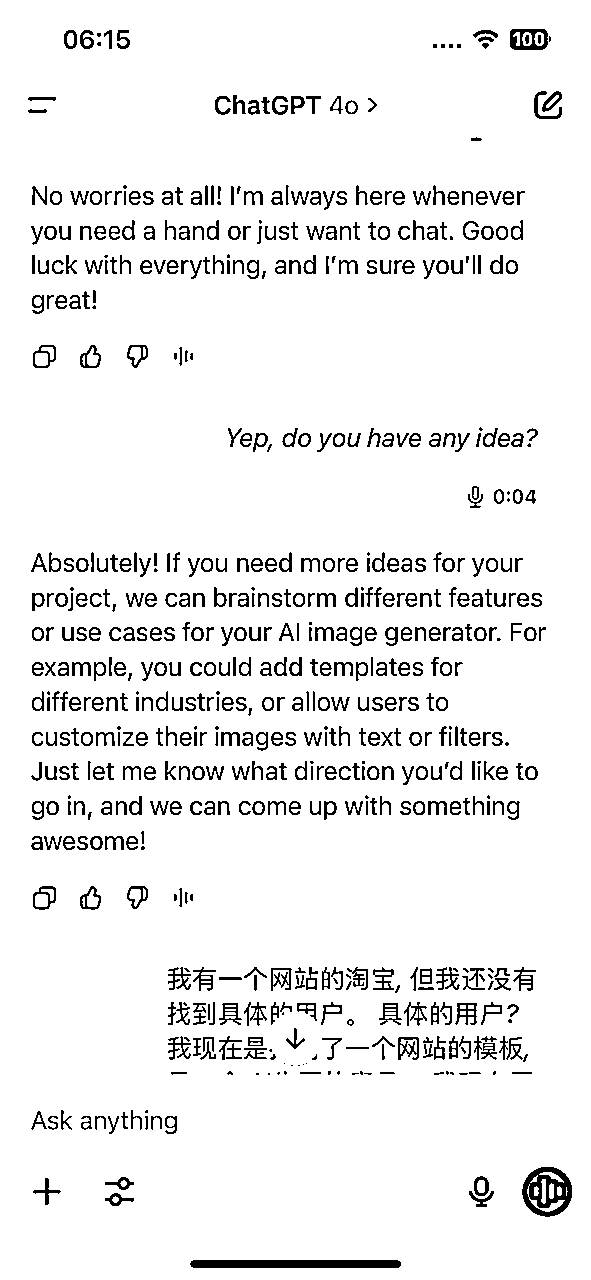 06:15
100
ChatGPT 4o >
No worries at all! I'm always here whenever
you need a hand or just want to chat. Good
luck with everything, and I'm sure you'll do
great!
Yep, do you have any idea?
0:04
Absolutely! If you need more ideas for your
project, we can brainstorm different features
or use cases for your AI image generator. For
example, you could add templates for
different industries, or allow users to
customize their images with text or filters.
Just let me know what direction you'd like to
go in, and we can come up with something
awesome!
我有一个网站的淘宝, 但我还没有
找到具体的用户。 具体的用户?
我现在是 了一个网站的模板,
Ask anything